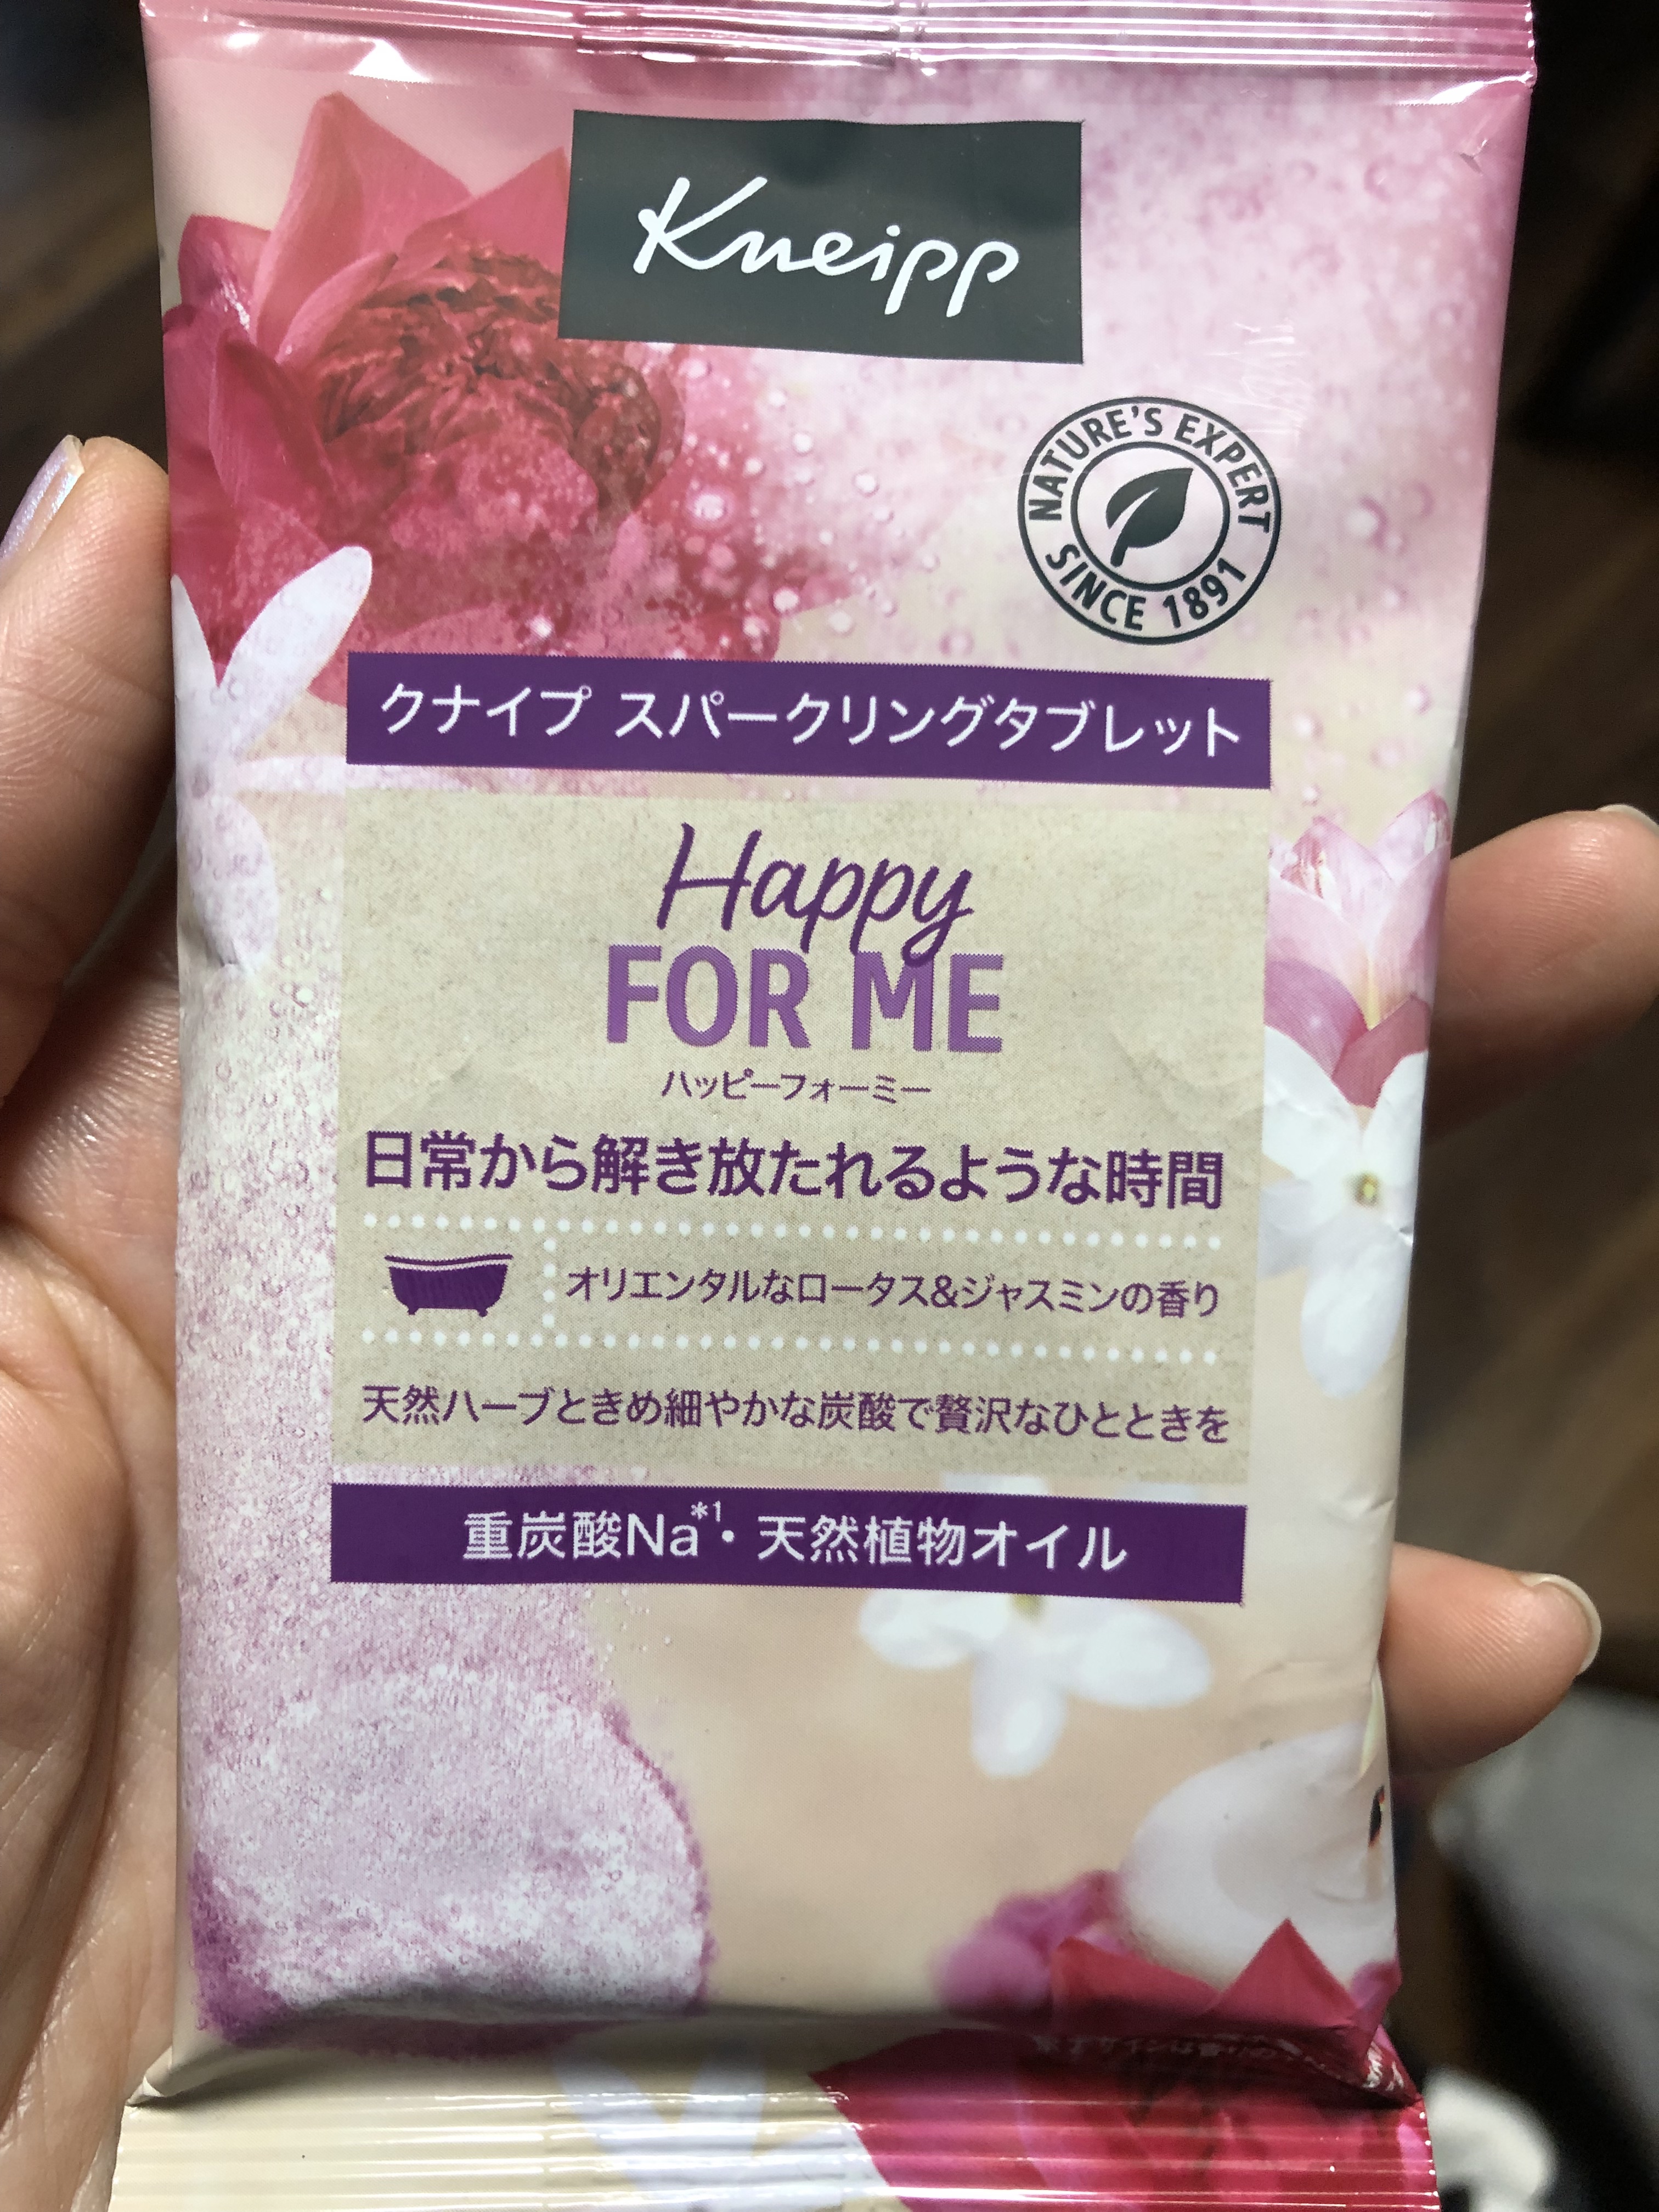 Kneipp
NATURE'S EXPERT
SINCE 1891
クナイプ スパークリングタブレット
Happy
FOR ME
ハッピーフォーミー
日常から解き放たれるような時間
オリエンタルなロータス&ジャスミンの香り
天然ハーブときめ細やかな炭酸で贅沢なひとときを
重炭酸Na*1・天然植物オイル